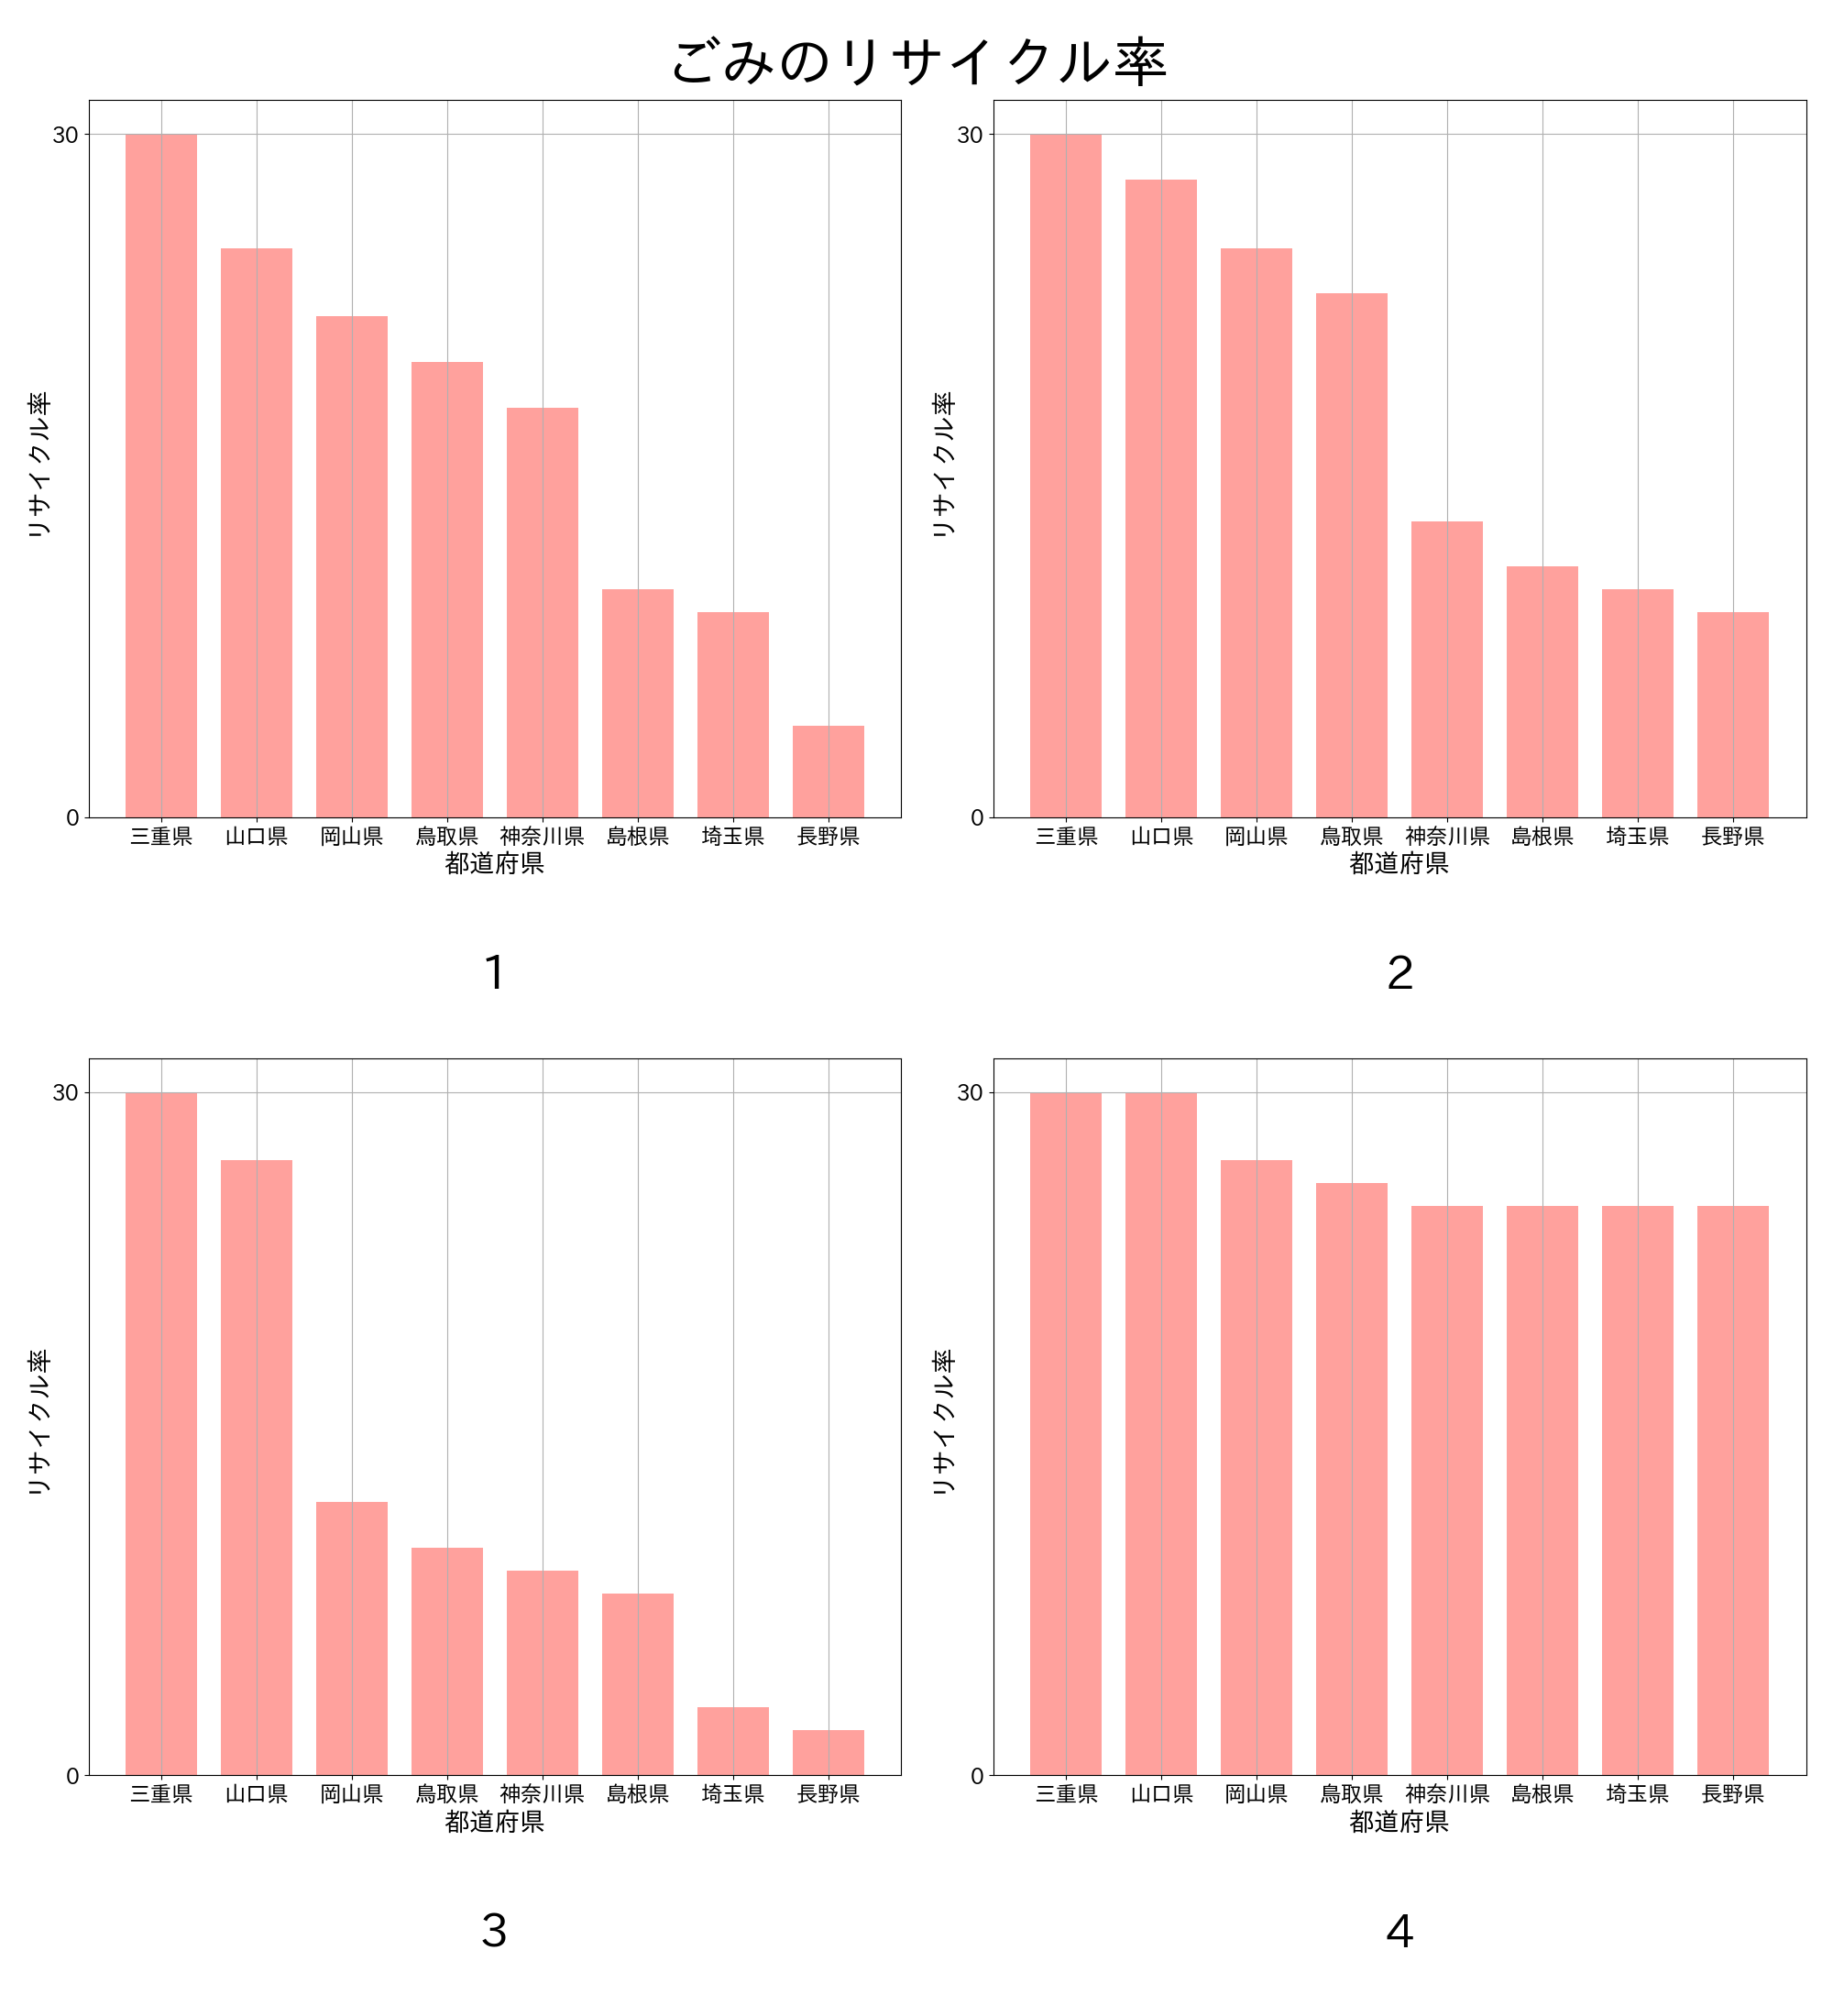 ごみのリサイクル率
30
0
リサイクル率
三重県 山口県 岡山県 鳥取県 神奈川県 島根県 埼玉県 長野県
都道府県
1
30
0
リサイクル率
三重県 山口県 岡山県 鳥取県 神奈川県 島根県 埼玉県 長野県
都道府県
2
30
0
リサイクル率
三重県 山口県 岡山県 鳥取県 神奈川県 島根県 埼玉県 長野県
都道府県
3
30
0
リサイクル率
三重県 山口県 岡山県 鳥取県 神奈川県 島根県 埼玉県 長野県
都道府県
4